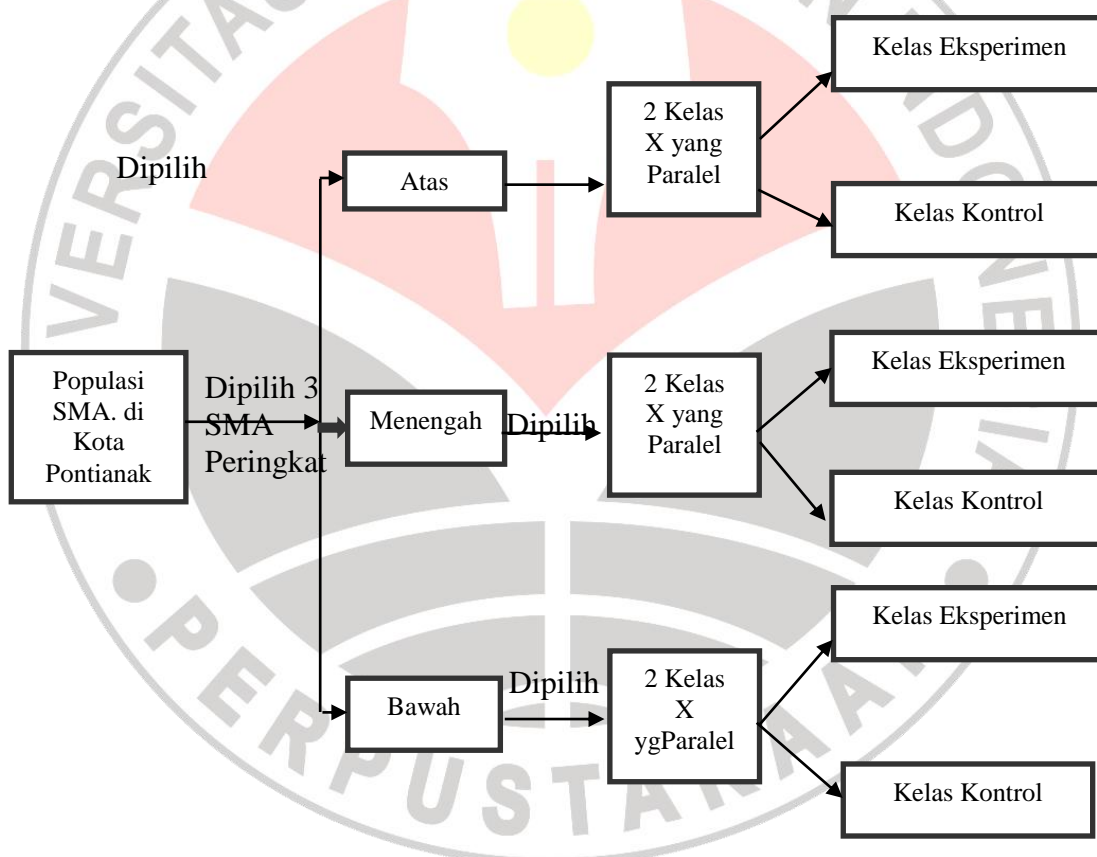 Kelas Eksperimen
2 Kelas
X yang
Paralel
Dipilih
Atas
Kelas Kontrol
Populasi
SMA. di
Kota
Pontianak
Dipilih 3
SMA
Peringkat
Menengah
Dipilih
2 Kelas
X yang
Paralel
Kelas Eksperimen
Kelas Kontrol
Bawah
Dipilih
2 Kelas
X
ygParalel
Kelas Eksperimen
Kelas Kontrol
PERPUSTAKAAN